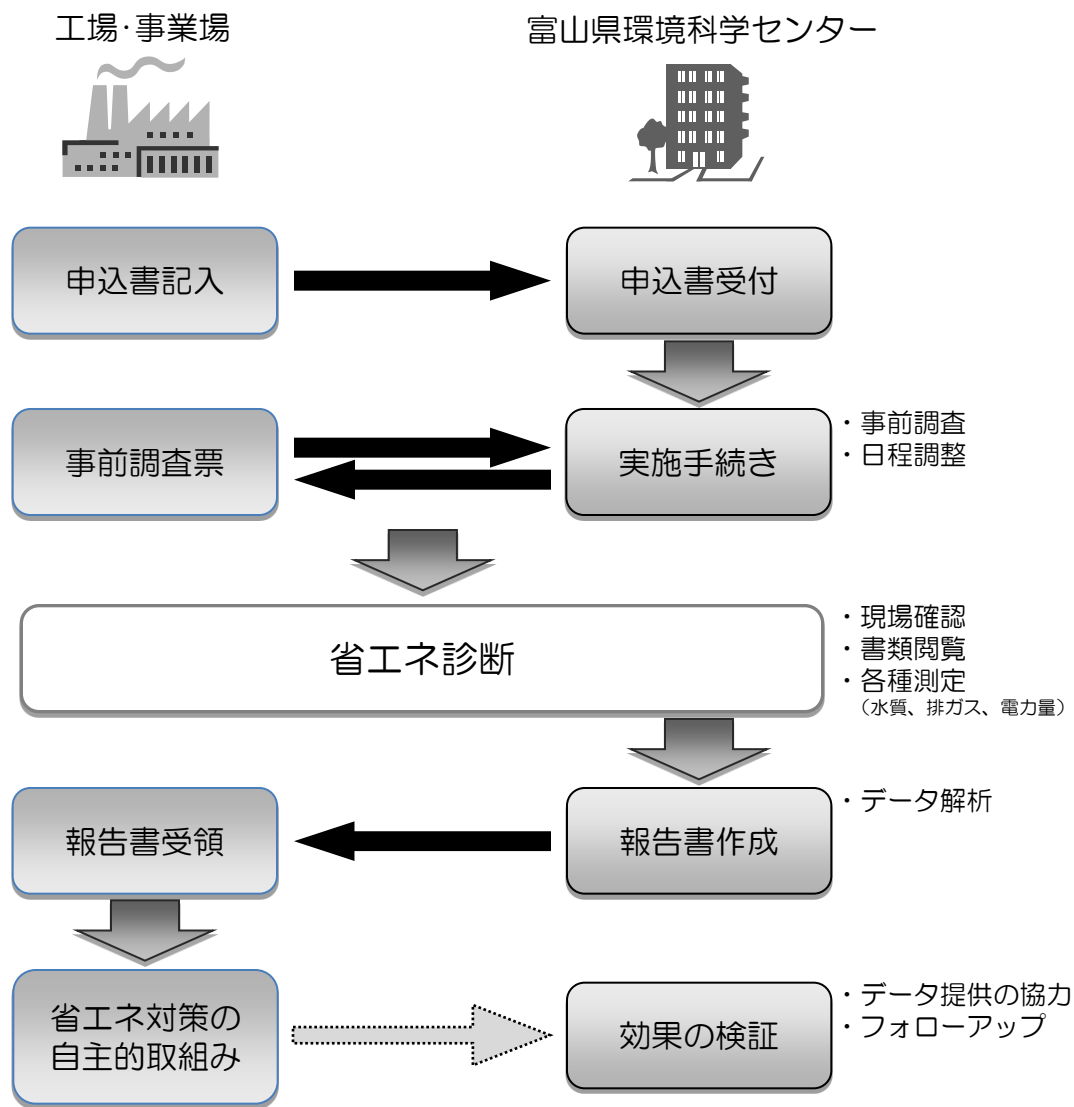 工場・事業場
富山県環境科学センター
申込書記入
申込書受付
事前調査票
実施手続き
・事前調査
・日程調整
省エネ診断
・現場確認
・書類閲覧
・各種測定
（水質、排ガス、電力量）
報告書受領
報告書作成
・データ解析
省エネ対策の
自主的取組み
効果の検証
・データ提供の協力
・フォローアップ